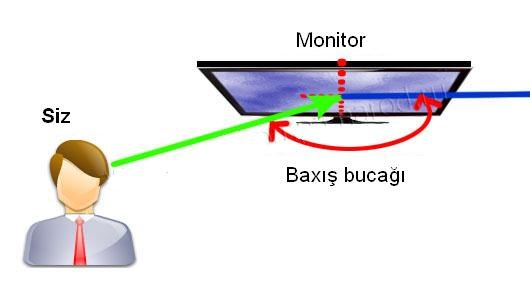 Monitor
Siz
Baxış bucağı